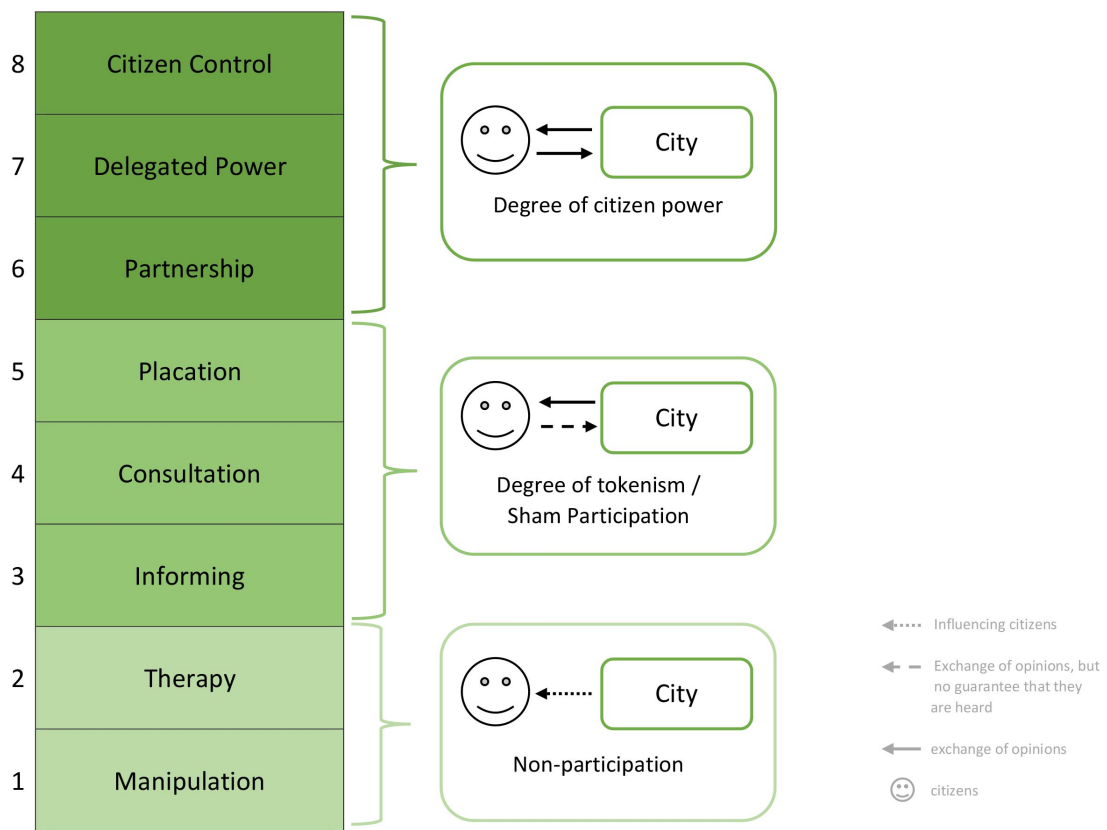 8 Citizen Control
7 Delegated Power
6 Partnership
5 Placation
4 Consultation
3 Informing
2 Therapy
1 Manipulation
City
Degree of citizen power
City
Degree of tokenism /
Sham Participation
City
Non-participation
Influencing citizens
Exchange of opinions, but
no guarantee that they
are heard
exchange of opinions
citizens